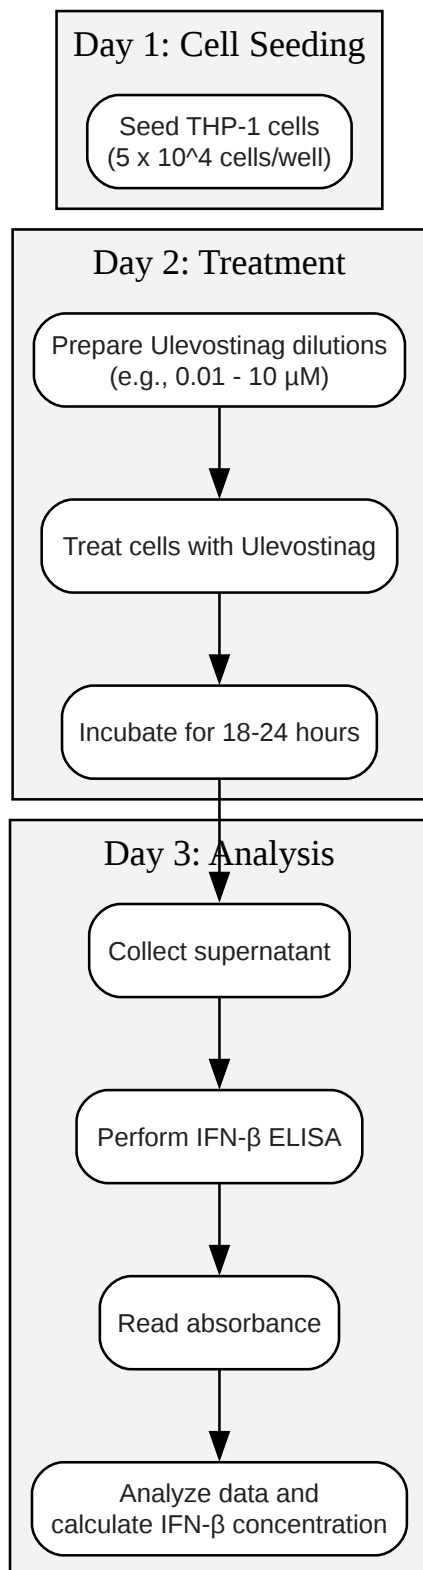 Day 1: Cell Seeding
Seed THP-1 cells
(5 x 10^4 cells/well)
Day 2: Treatment
Prepare Ulevostinag dilutions
(e.g., 0.01 - 10 µM)
Treat cells with Ulevostinag
Incubate for 18-24 hours
Day 3: Analysis
Collect supernatant
Perform IFN-β ELISA
Read absorbance
Analyze data and
calculate IFN-β concentration